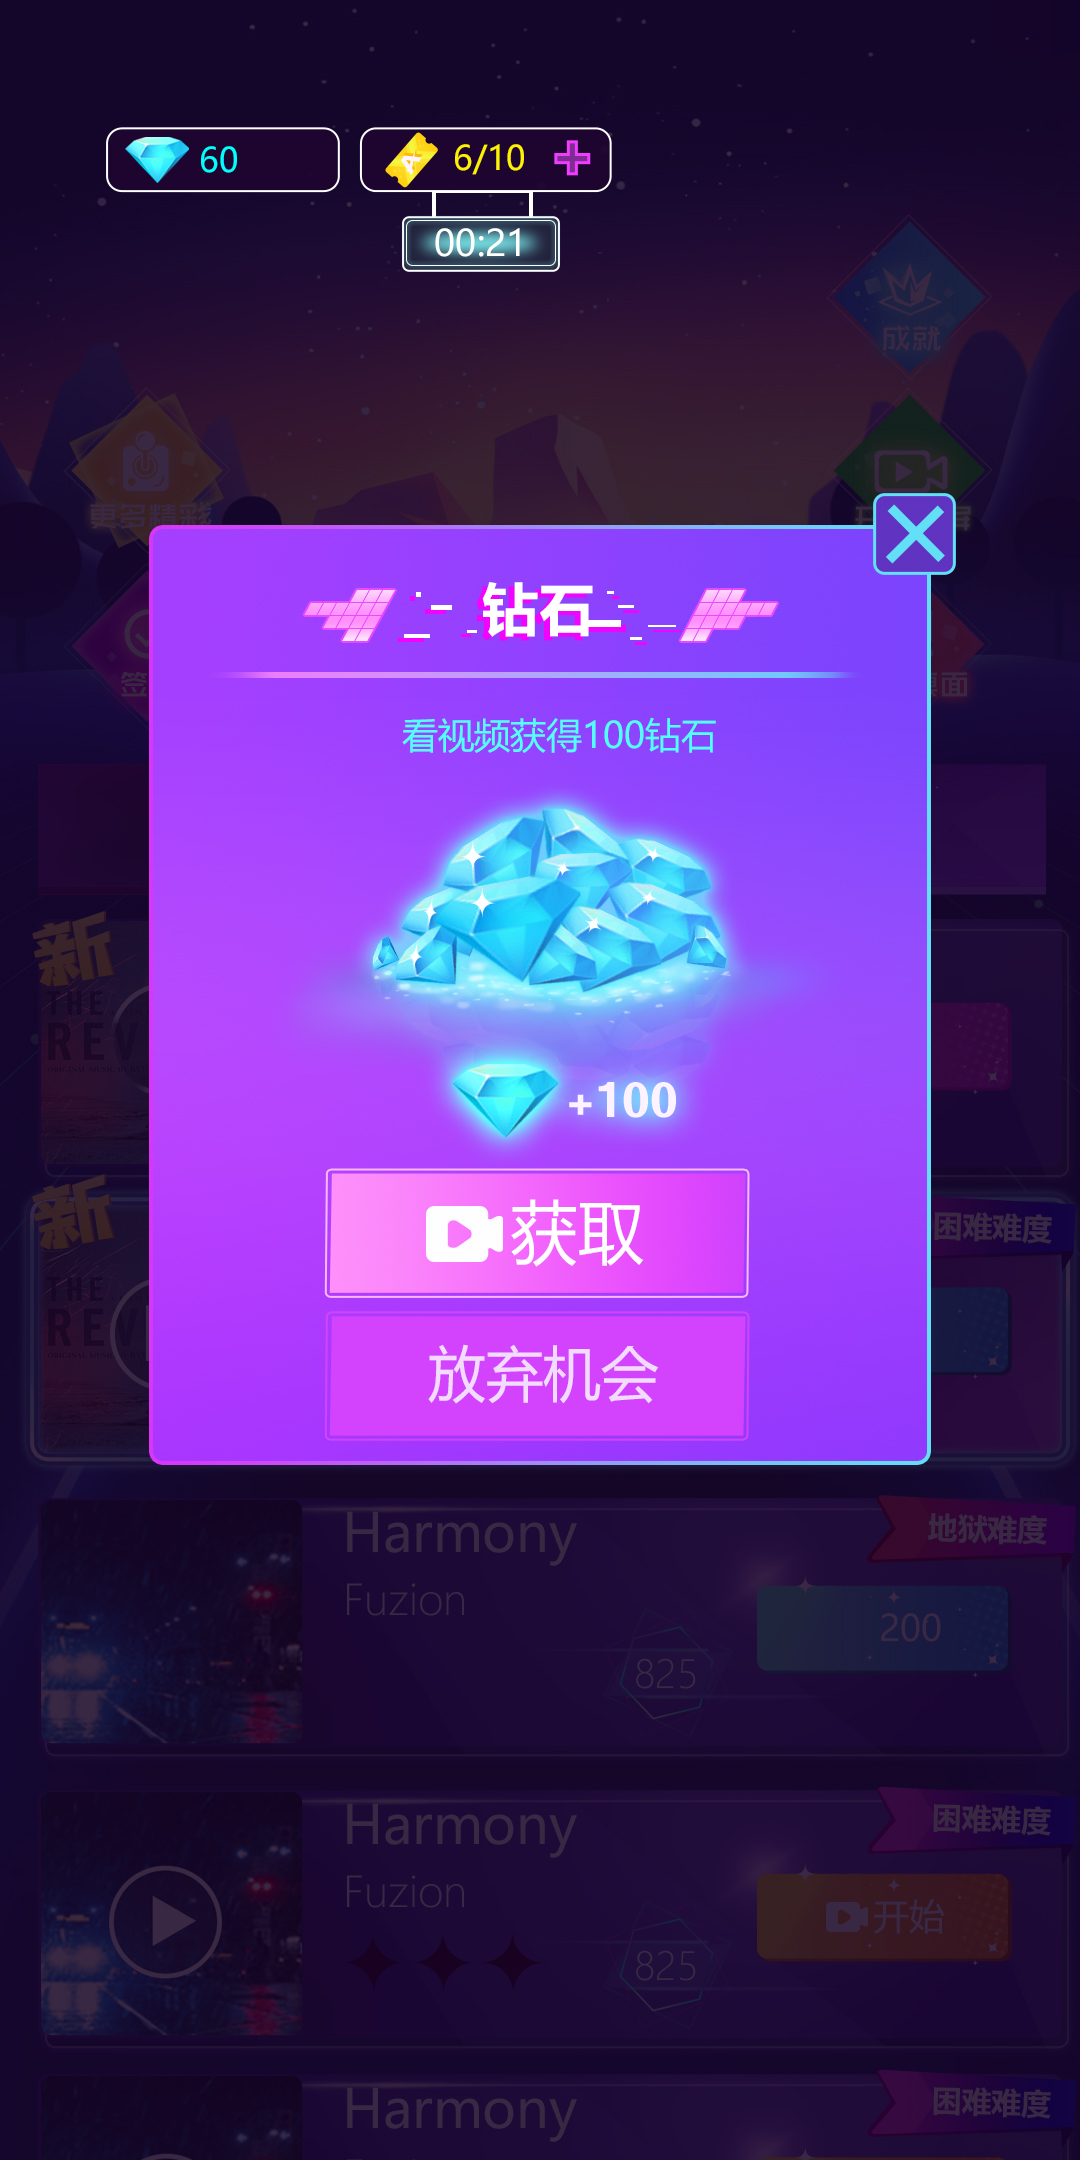 60
6/10
00:21
成就
更多精彩
钻石
看视频获得100钻石
+100
获取
放弃机会
新
THE
REV
新
THE
REV
困难难度
Harmony
Fuzion
地狱难度
200
825
Harmony
Fuzion
困难难度
开始
825
Harmony
困难难度